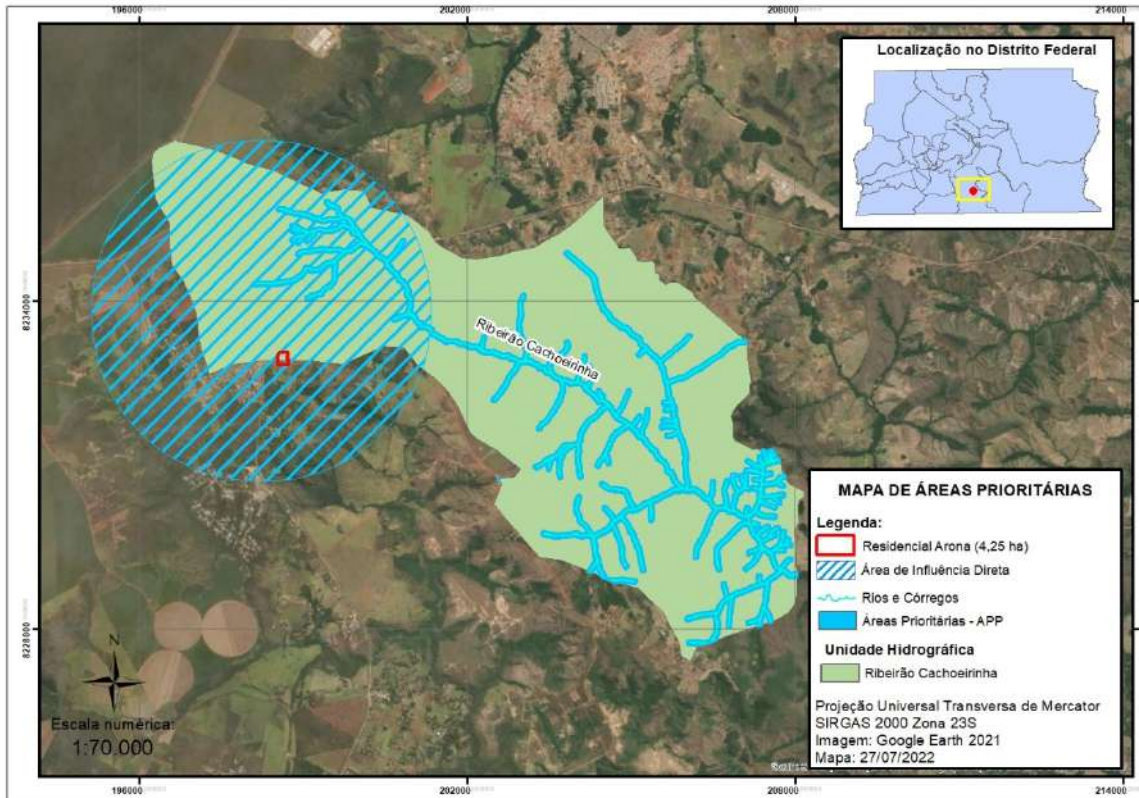 196000
202000
208000
214000
Localização no Distrito Federal
8234000
Ribeirão Cachoeirinha
MAPA DE ÁREAS PRIORITÁRIAS
Legenda:
Residencial Arona (4,25 ha)
Área de Influência Direta
Rios e Córregos
Áreas Prioritárias - APP
Unidade Hidrográfica
Ribeirão Cachoeirinha
Projeção Universal Transversa de Mercator
SIRGAS 2000 Zona 23S
Imagem: Google Earth 2021
Mapa: 27/07/2022
8228000
N
Escala numérica:
1:70.000
196000
202000
208000
214000